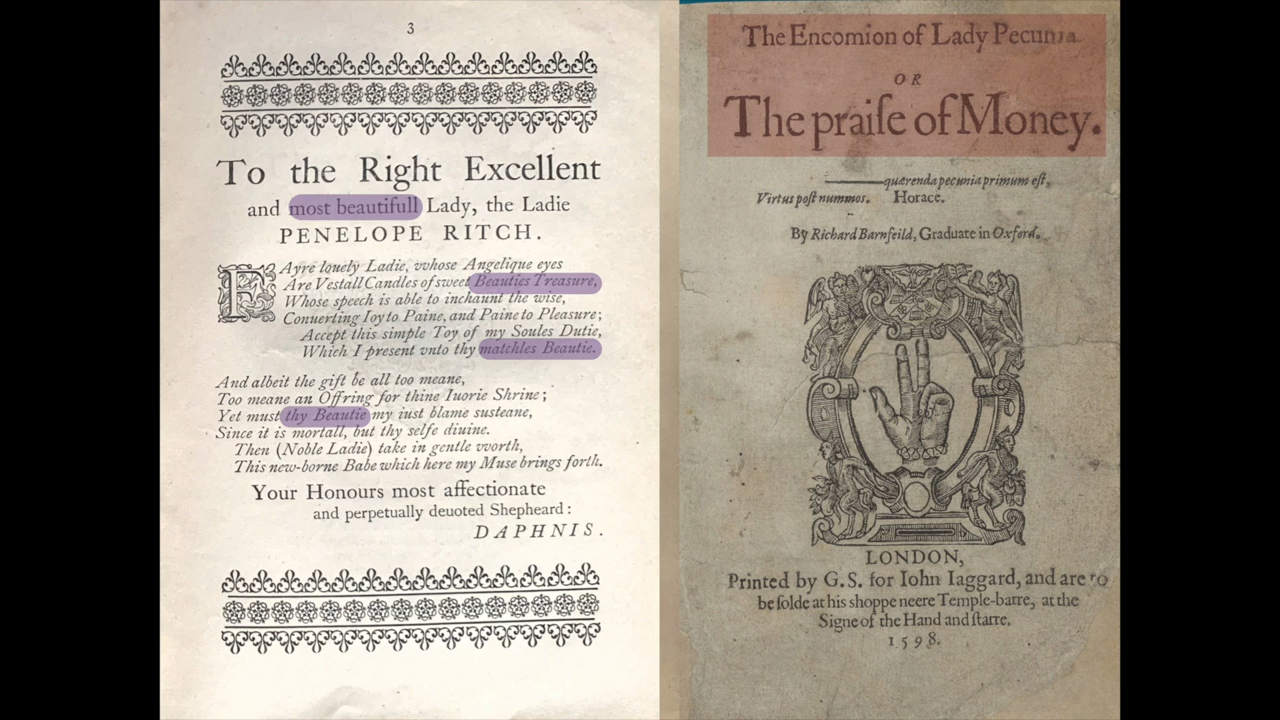 3
To the Right Excellent
and most beautifull Lady, the Ladie
PENELOPE RITCH.
FAyre louely Ladie, vvhose Angelique eyes
Are Vestall Candles of sweet Beauties Treasure,
Whose speech is able to inchaunt the wise,
Conuerting Ioy to Paine, and Paine to Pleasure;
Accept this simple Toy of my Soules Dutie,
Which I present vnto thy matchles Beautie.
And albeit the gift be all too meane,
Too meane an Offring for thine Iuorie Shrine;
Yet must thy Beautie my iust blame susteane,
Since it is mortall, but thy selfe diuine.
Then (Noble Ladie) take in gentle vvorth,
This new-borne Babe which here my Muse brings forth.
Your Honours most affectionate
and perpetually deuoted Shepheard:
DAPHNIS.
The Encomion of Lady Pecunia
OR
The praiſe of Money.
quærenda pecunia primum eſt,
Virtus poſt nummos. Horace.
By Richard Barnfeild, Graduate in Oxford.
LONDON,
Printed by G.S. for Iohn Iaggard, and are to
be ſolde at his shoppe neere Temple-barre, at the
Signe of the Hand and ſtarre.
1598.